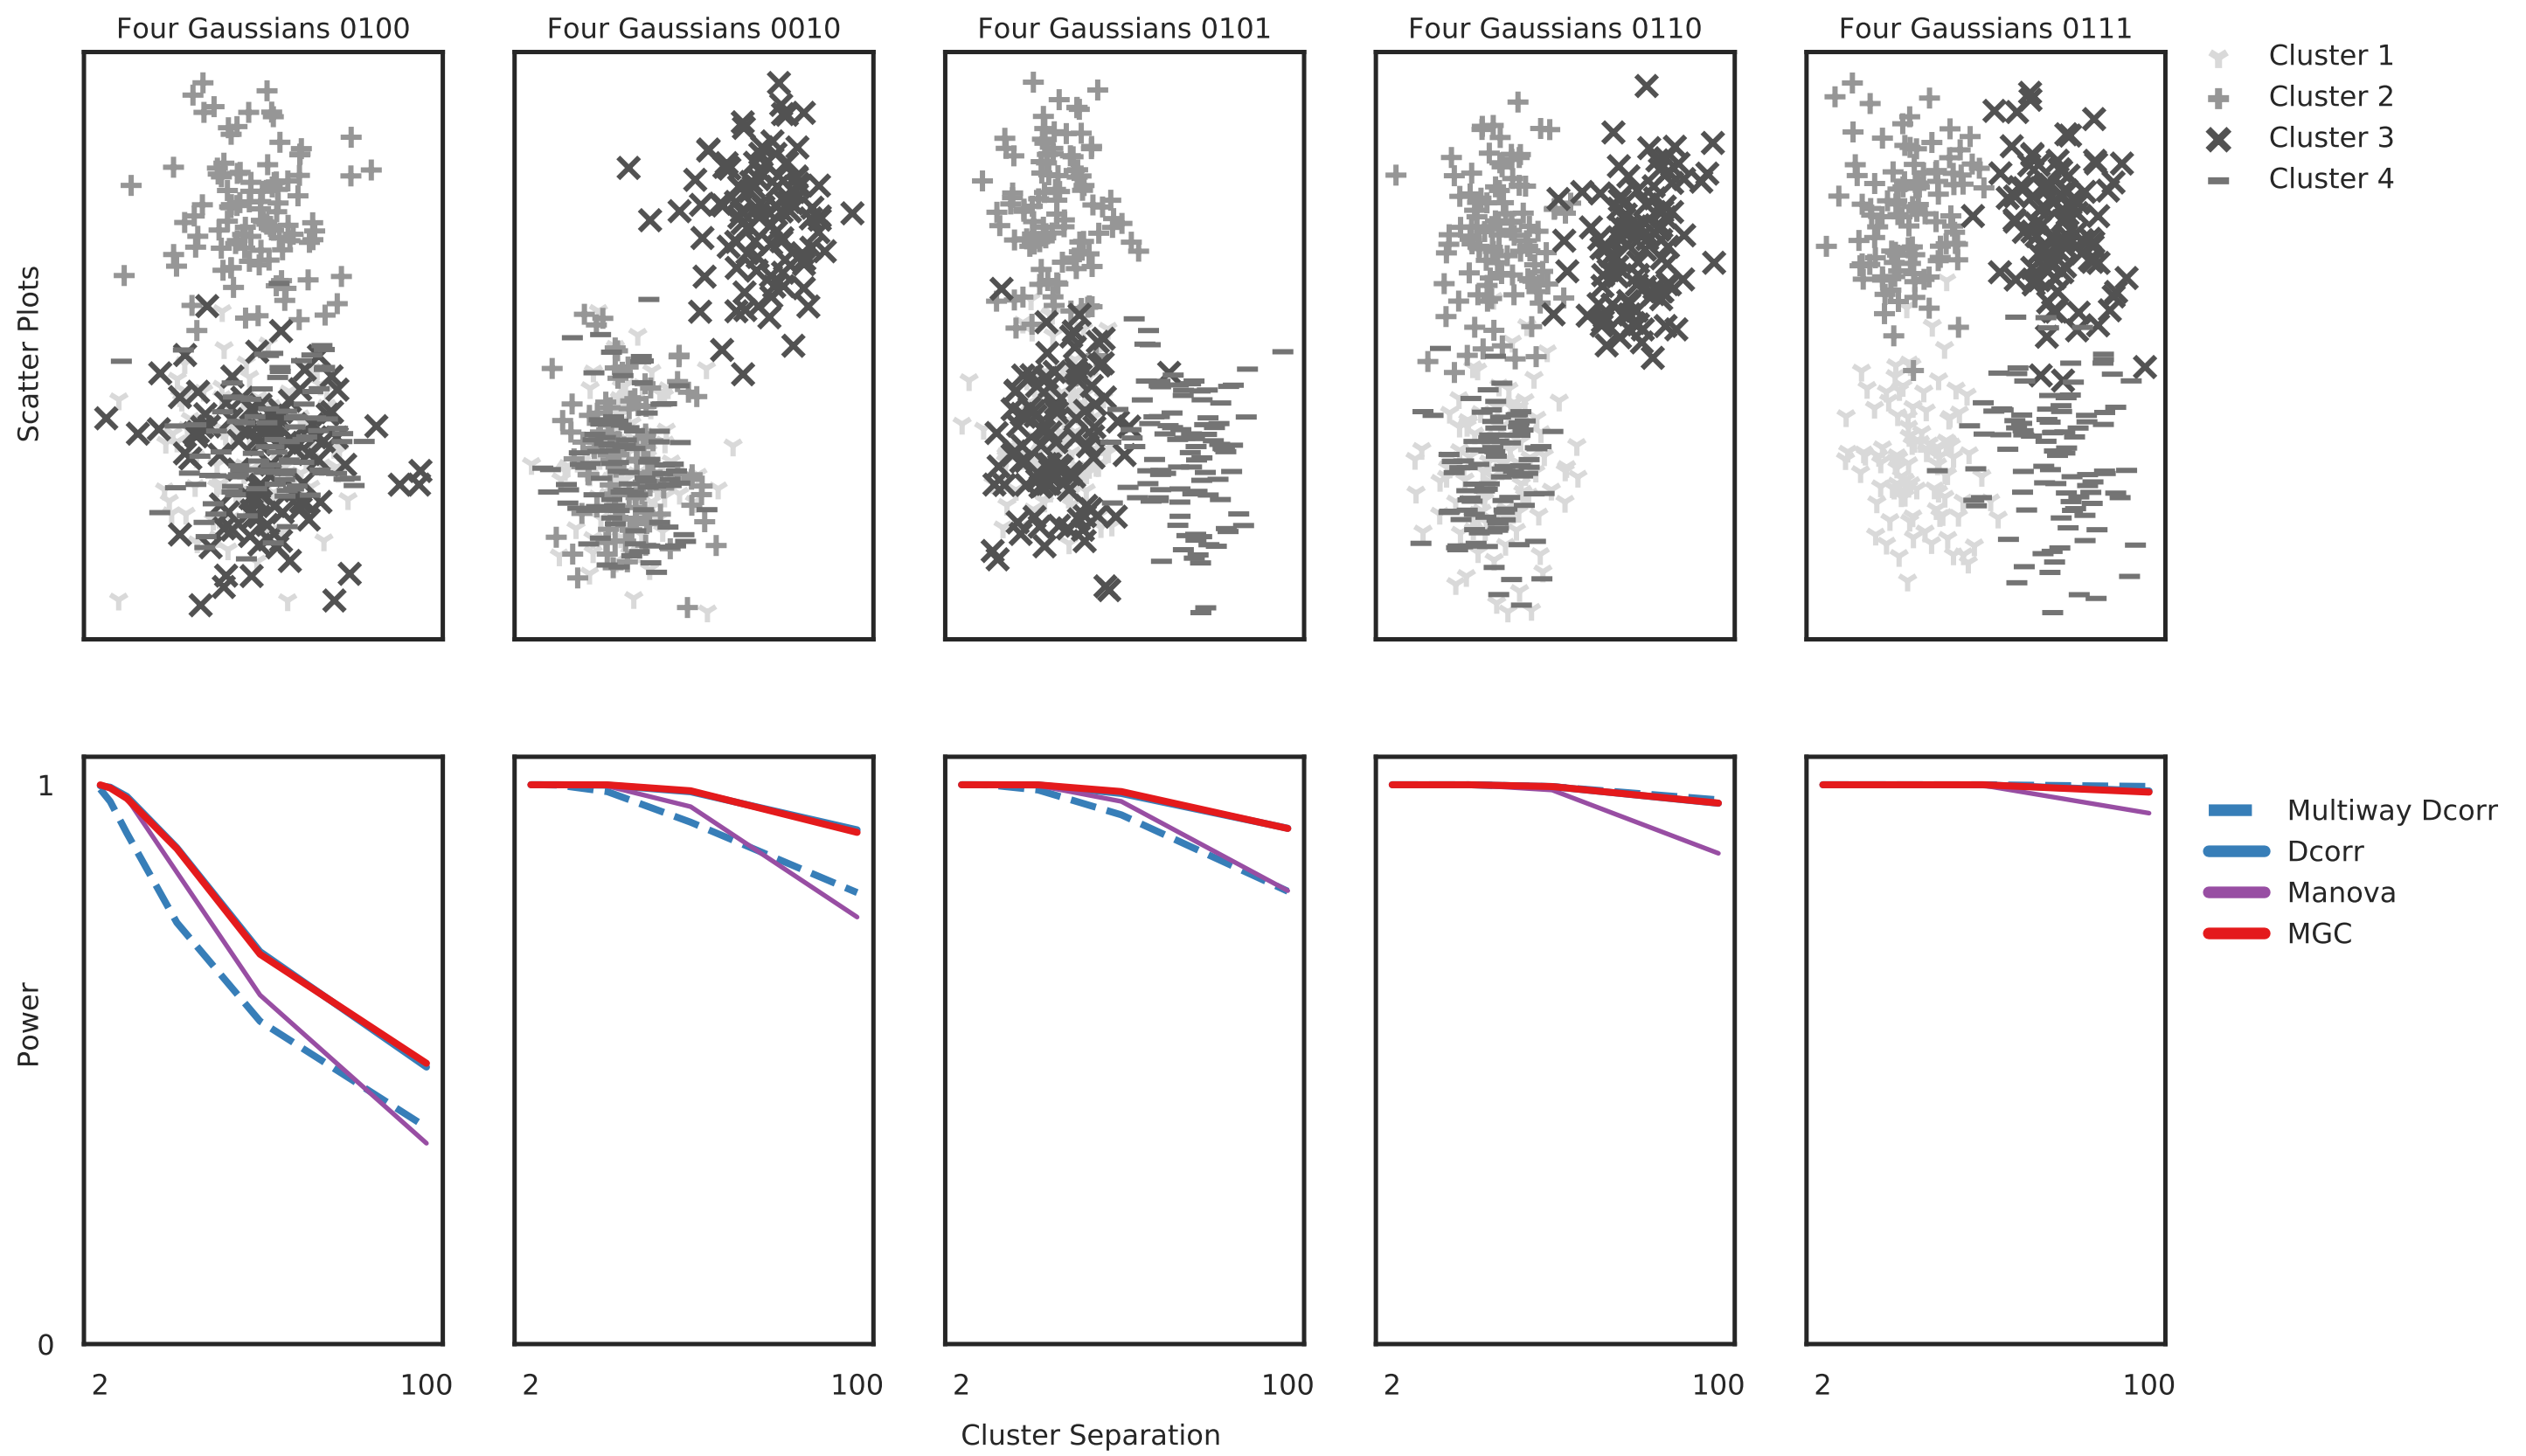 Four Gaussians 0100
Four Gaussians 0010
Four Gaussians 0101
Four Gaussians 0110
Four Gaussians 0111
Cluster 1
Cluster 2
Cluster 3
Cluster 4
Scatter Plots
Power
1
0
Multiway Dcorr
Dcorr
Manova
MGC
2 100
2 100
2 100
2 100
2 100
Cluster Separation